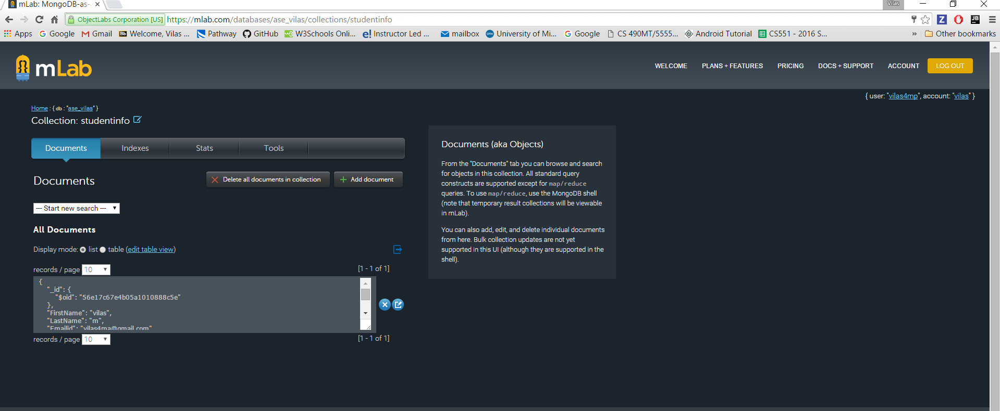 mLab: MongoDB-as-
Vilas
ObjectLabs Corporation [US] https://mlab.com/databases/ase_vilas/collections/studentinfo
Apps Google Gmail Welcome, Vilas ... Pathway GitHub W3Schools Onli... Instructor Led ... mailbox University of Mi... Google CS 490MT/5555... Android Tutorial CS551 - 2016 S... » Other bookmarks
mLab
WELCOME PLANS + FEATURES PRICING DOCS + SUPPORT ACCOUNT LOG OUT
{ user: "vilas4mp", account: "vilas" }
Home : { db : "ase_vilas" }
Collection: studentinfo
Documents Indexes Stats Tools
Documents
Delete all documents in collection
Add document
--- Start new search ---
All Documents
Display mode: list table (edit table view)
records / page 10 [1 - 1 of 1]
{
"_id": {
"$oid": "56e17c67e4b05a1010888c5e"
},
"FirstName": "vilas",
"LastName": "m",
"Emailid": "vilas4ma@gmail.com"
records / page 10 [1 - 1 of 1]
Documents (aka Objects)
From the "Documents" tab you can browse and search
for objects in this collection. All standard query
constructs are supported except for map/reduce
queries. To use map/reduce, use the MongoDB shell
(note that temporary result collections will be viewable
in mLab).
You can also add, edit, and delete individual documents
from here. Bulk collection updates are not yet
supported in this UI (although they are supported in the
shell).